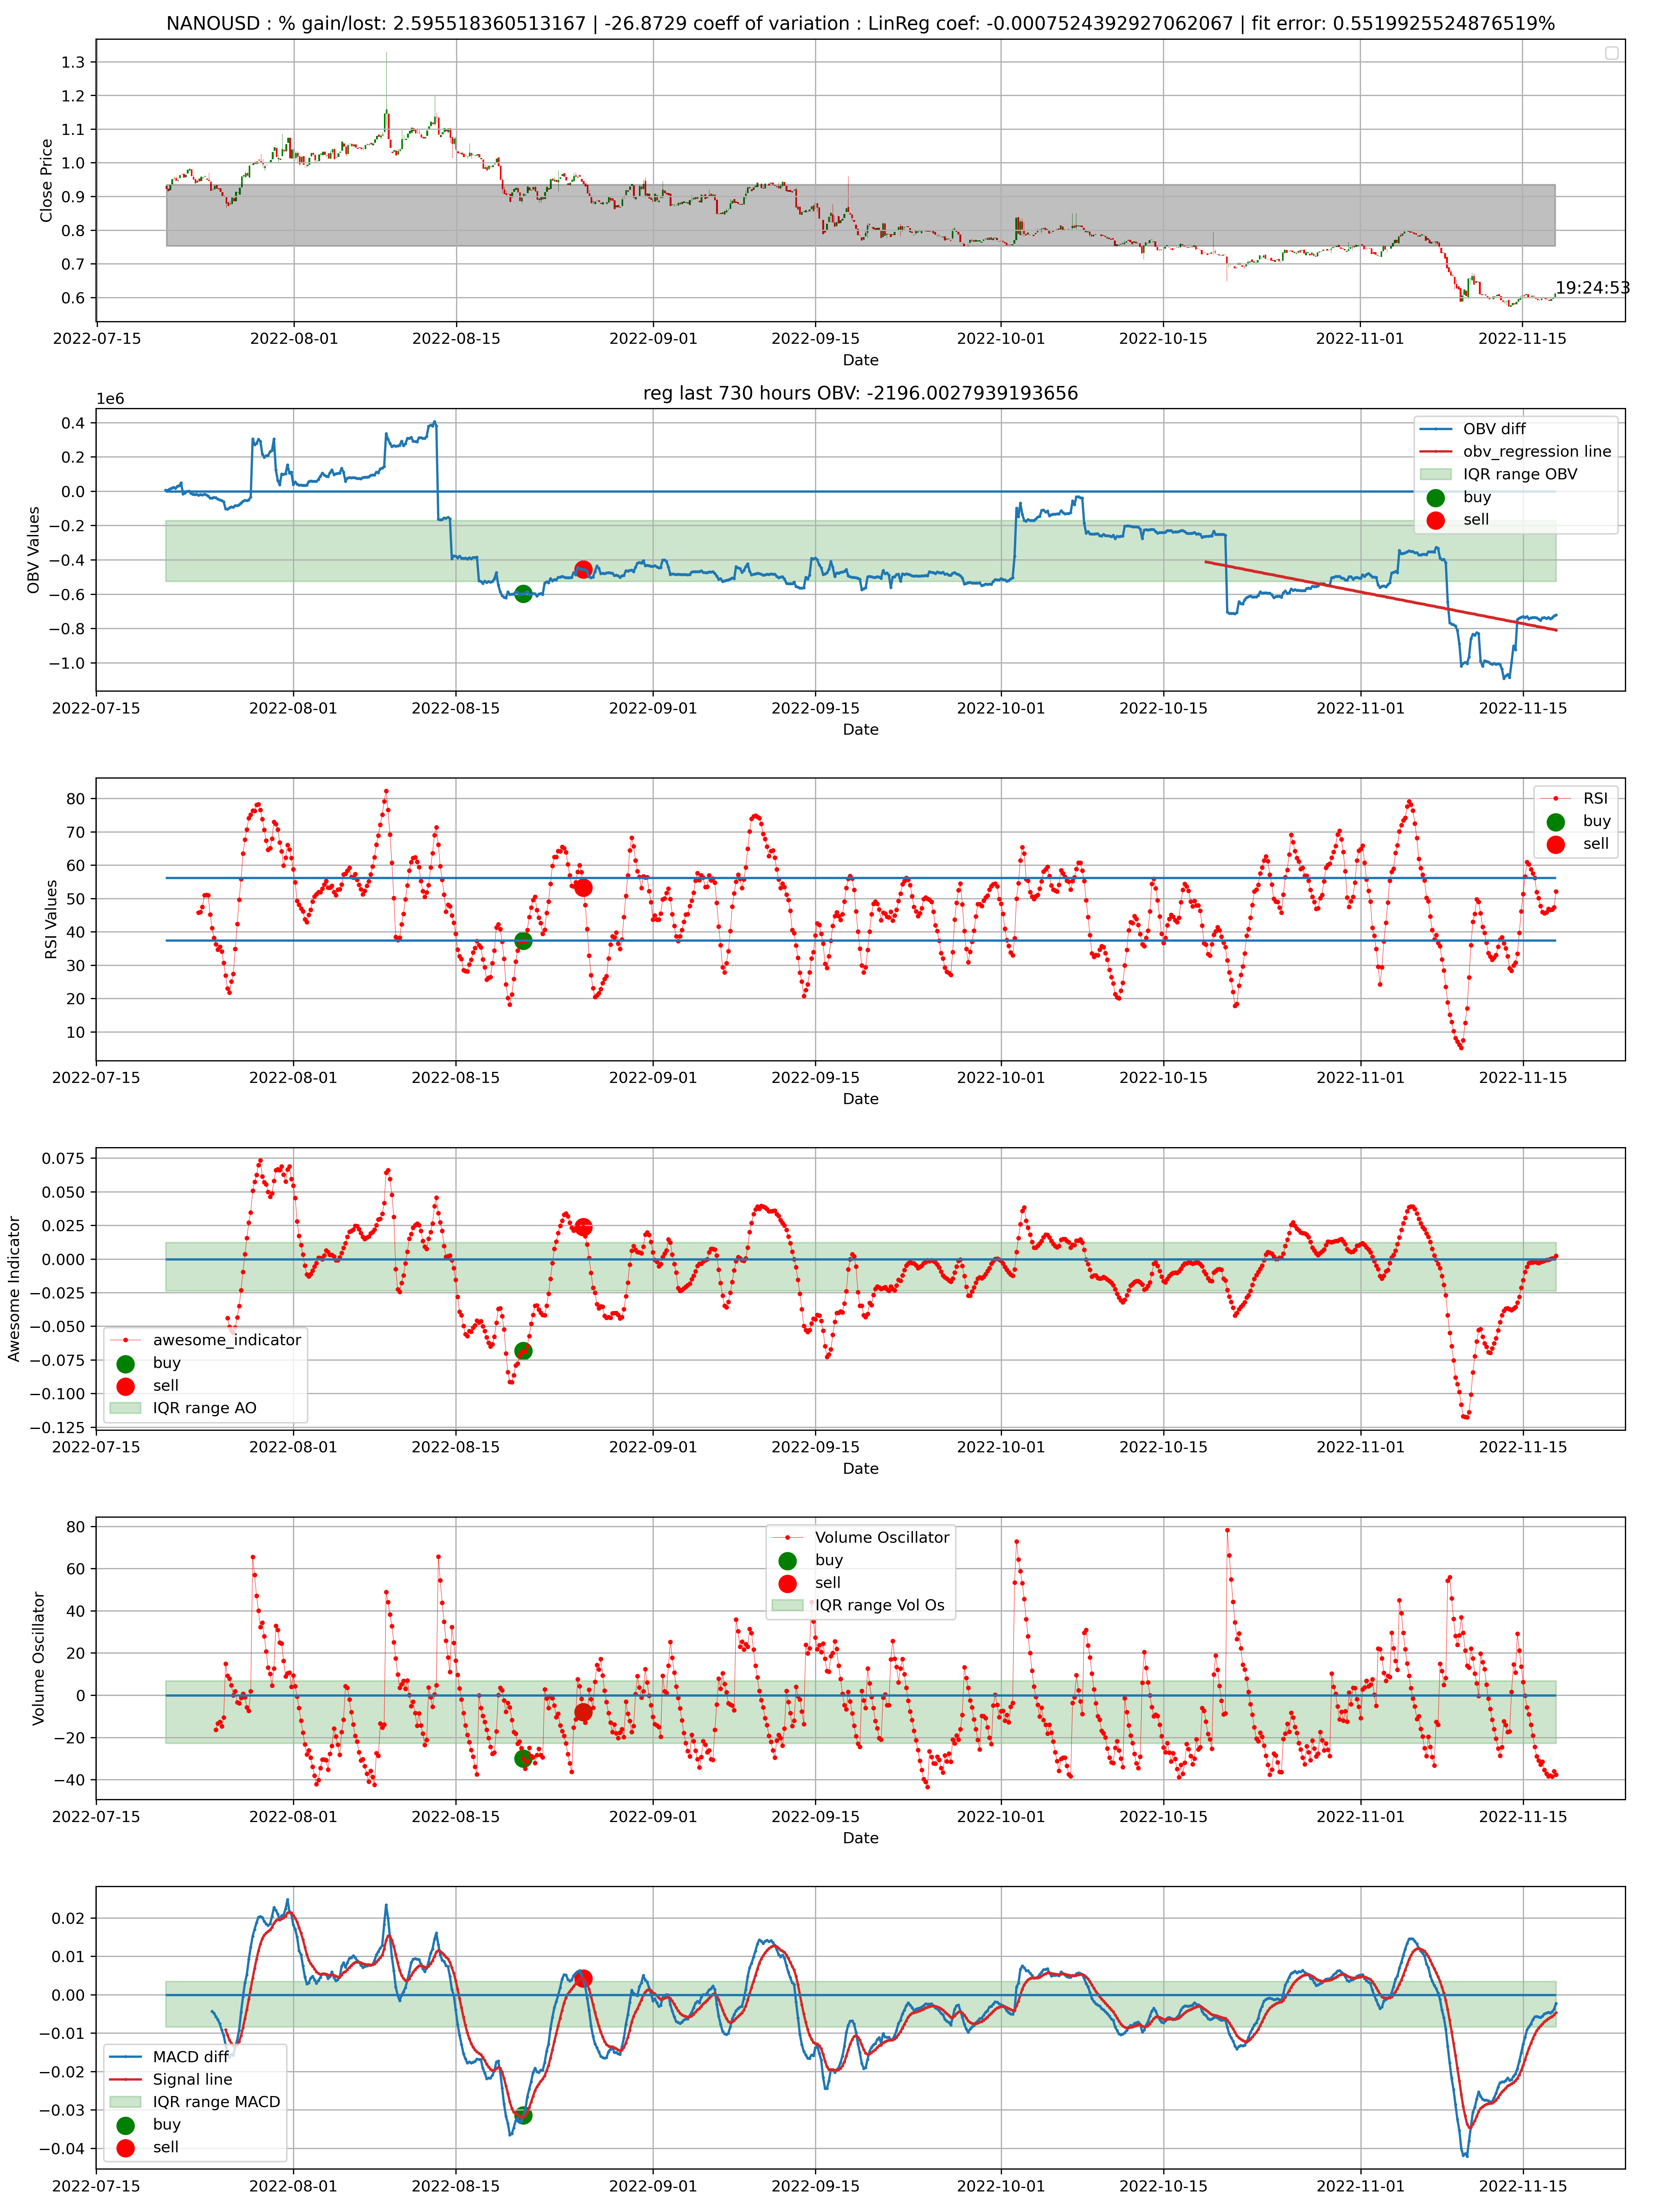 NANOUSD : % gain/lost: 2.595518360513167 | -26.8729 coeff of variation : LinReg coef: -0.0007524392927062067 | fit error: 0.5519925524876519%
1.3
1.2
1.1
1.0
0.9
0.8
0.7
0.6
Close Price
19:24:53
2022-07-15 2022-08-01 2022-08-15 2022-09-01 2022-09-15 2022-10-01 2022-10-15 2022-11-01 2022-11-15
Date
reg last 730 hours OBV: -2196.0027939193656
1e6
0.4
0.2
0.0
−0.2
−0.4
−0.6
−0.8
−1.0
OBV Values
OBV diff
obv_regression line
IQR range OBV
buy
sell
2022-07-15 2022-08-01 2022-08-15 2022-09-01 2022-09-15 2022-10-01 2022-10-15 2022-11-01 2022-11-15
Date
80
70
60
50
40
30
20
10
RSI Values
RSI
buy
sell
2022-07-15 2022-08-01 2022-08-15 2022-09-01 2022-09-15 2022-10-01 2022-10-15 2022-11-01 2022-11-15
Date
0.075
0.050
0.025
0.000
−0.025
−0.050
−0.075
−0.100
−0.125
Awesome Indicator
awesome_indicator
buy
sell
IQR range AO
2022-07-15 2022-08-01 2022-08-15 2022-09-01 2022-09-15 2022-10-01 2022-10-15 2022-11-01 2022-11-15
Date
80
60
40
20
0
−20
−40
Volume Oscillator
Volume Oscillator
buy
sell
IQR range Vol Os
2022-07-15 2022-08-01 2022-08-15 2022-09-01 2022-09-15 2022-10-01 2022-10-15 2022-11-01 2022-11-15
Date
0.02
0.01
0.00
−0.01
−0.02
−0.03
−0.04
MACD diff
Signal line
IQR range MACD
buy
sell
2022-07-15 2022-08-01 2022-08-15 2022-09-01 2022-09-15 2022-10-01 2022-10-15 2022-11-01 2022-11-15